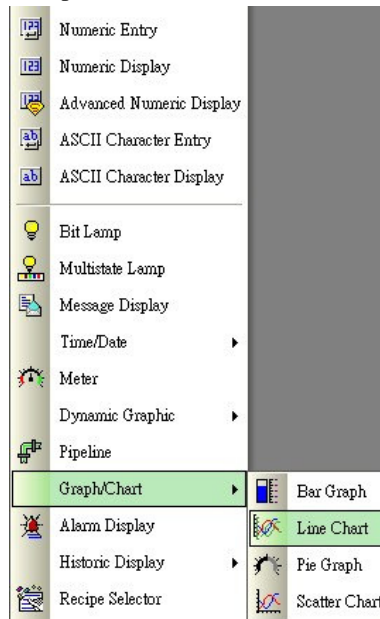 Numeric Entry
Numeric Display
Advanced Numeric Display
ASCII Character Entry
ASCII Character Display
Bit Lamp
Multistate Lamp
Message Display
Time/Date
Meter
Dynamic Graphic
Pipeline
Graph/Chart
Bar Graph
Alarm Display
Line Chart
Historic Display
Pie Graph
Recipe Selector
Scatter Chart